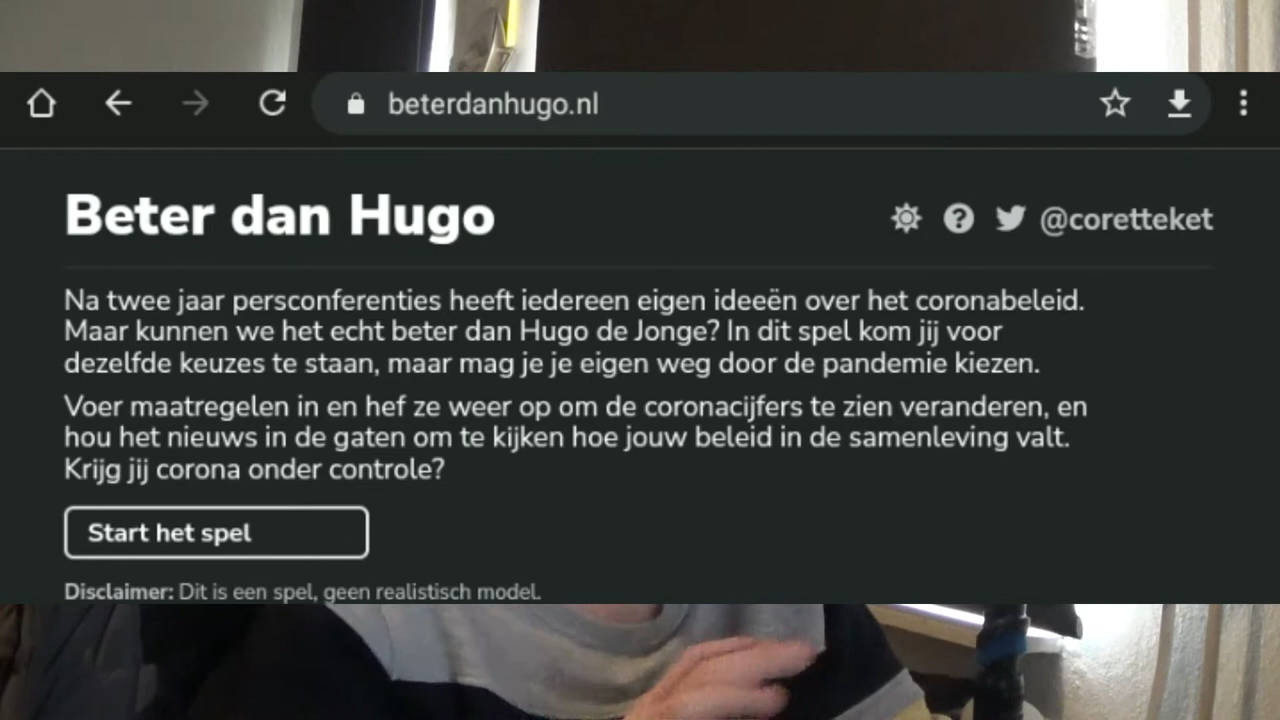 beterdanhugo.nl
Beter dan Hugo
@coretteket
Na twee jaar persconferenties heeft iedereen eigen ideeën over het coronabeleid.
Maar kunnen we het echt beter dan Hugo de Jonge? In dit spel kom jij voor
dezelfde keuzes te staan, maar mag je je eigen weg door de pandemie kiezen.
Voer maatregelen in en hef ze weer op om de coronacijfers te zien veranderen, en
hou het nieuws in de gaten om te kijken hoe jouw beleid in de samenleving valt.
Krijg jij corona onder controle?
Start het spel
Disclaimer: Dit is een spel, geen realistisch model.